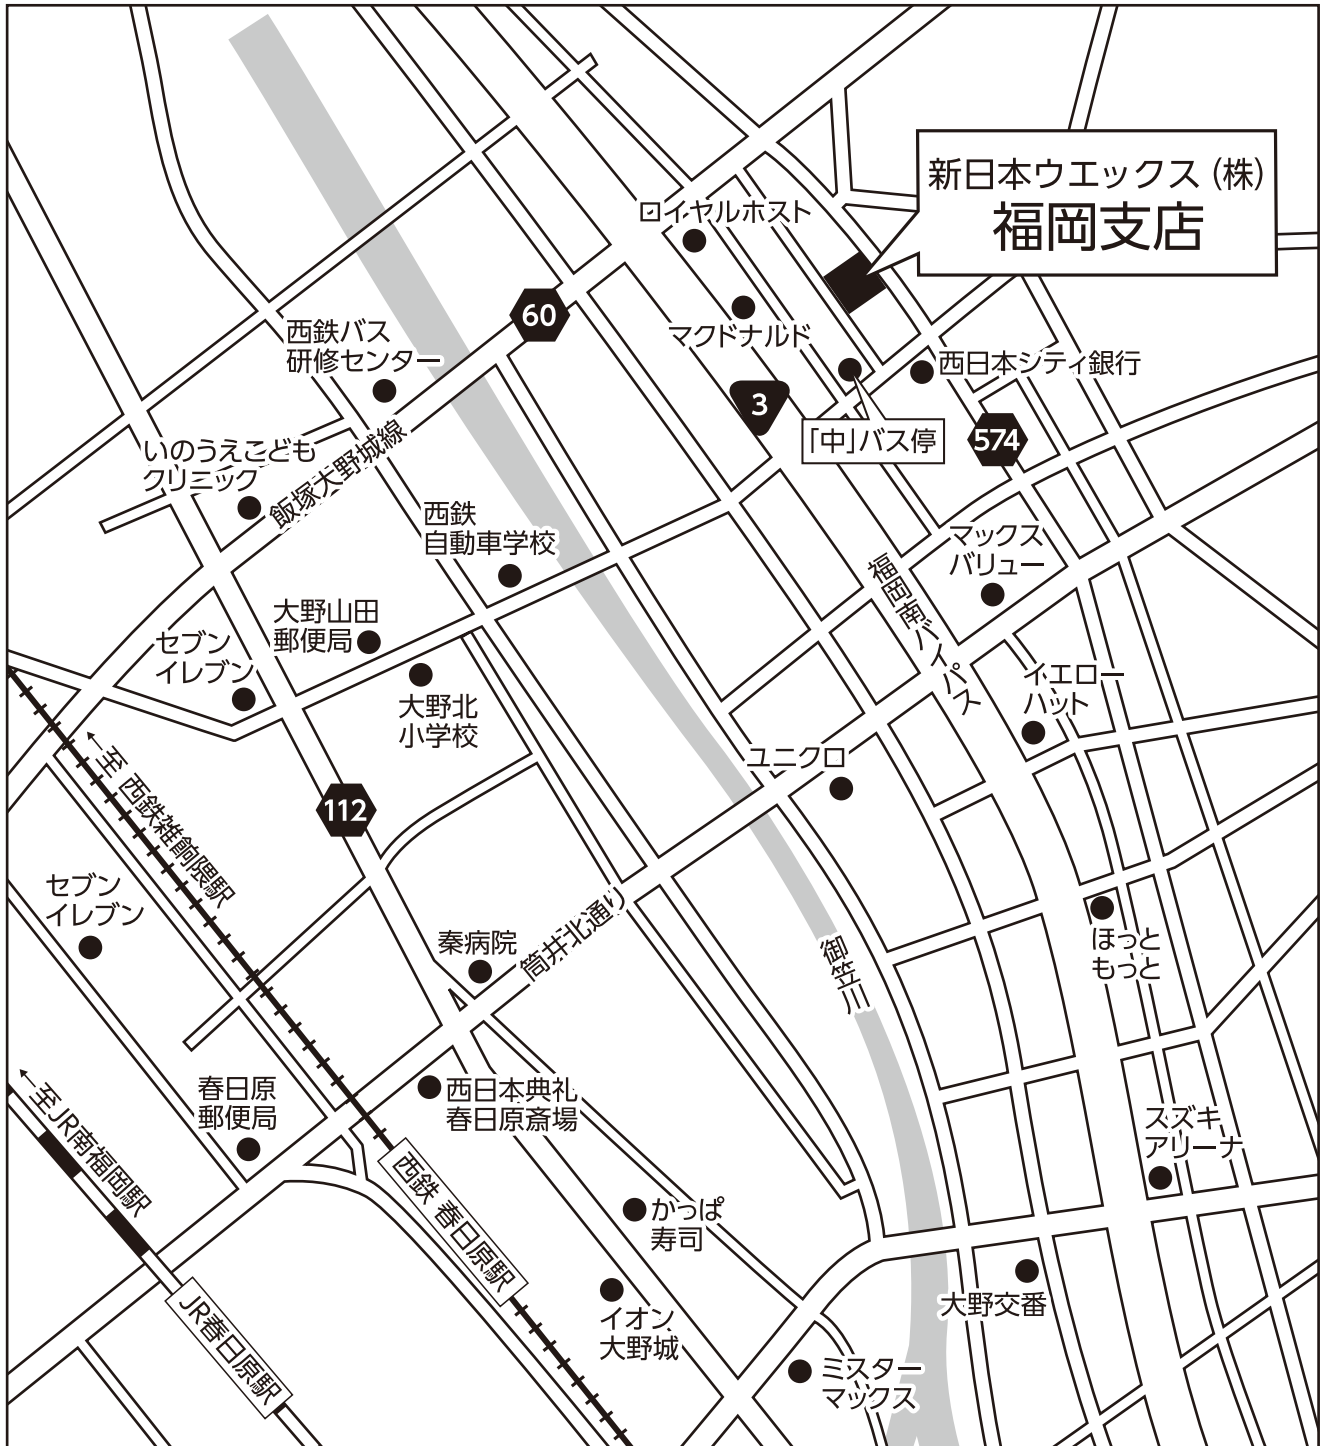 新日本ウエックス（株）
福岡支店
ロイヤルホスト
マクドナルド
60
西鉄バス
研修センター
3
西日本シティ銀行
「中」バス停
574
いのうえこども
クリニック
飯塚大野城線
西鉄
自動車学校
マックス
バリュー
福岡南バイパス
大野山田
郵便局
セブン
イレブン
大野北
小学校
イエロー
ハット
ユニクロ
←至 西鉄雑餉隈駅
112
セブン
イレブン
筒井北通り
秦病院
御笠川
ほっと
もっと
春日原
郵便局
西日本典礼
春日原斎場
←至JR南福岡駅
スズキ
アリーナ
西鉄 春日原駅
かっぱ
寿司
JR春日原駅
イオン
大野城
大野交番
ミスター
マックス